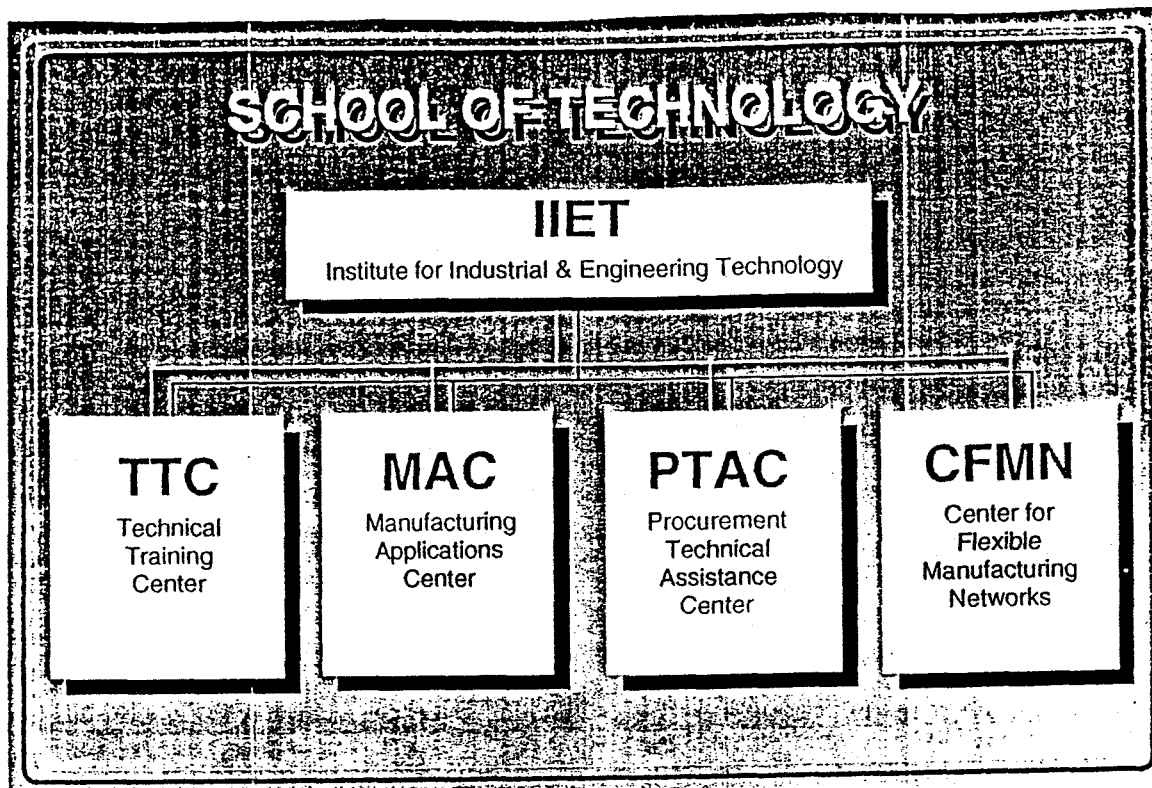 SCHOOL OF TECHNOLOGY
IIET
Institute for Industrial & Engineering Technology
TTC
Technical
Training
Center
MAC
Manufacturing
Applications
Center
PTAC
Procurement
Technical
Assistance
Center
CFMN
Center for
Flexible
Manufacturing
Networks